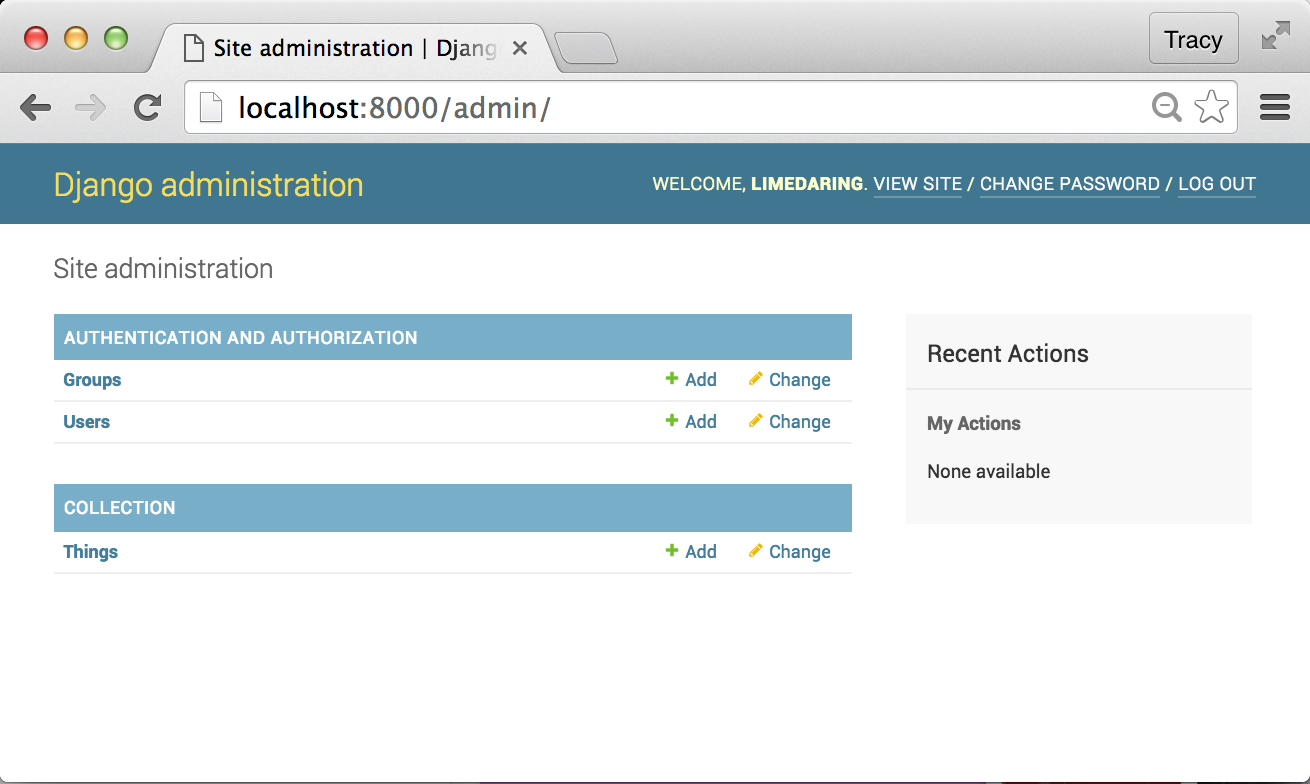 Site administration | Djang
Tracy
localhost:8000/admin/
Django administration
WELCOME, LIMEDARING. VIEW SITE / CHANGE PASSWORD / LOG OUT
Site administration
AUTHENTICATION AND AUTHORIZATION
Groups Add Change
Users Add Change
COLLECTION
Things Add Change
Recent Actions
My Actions
None available